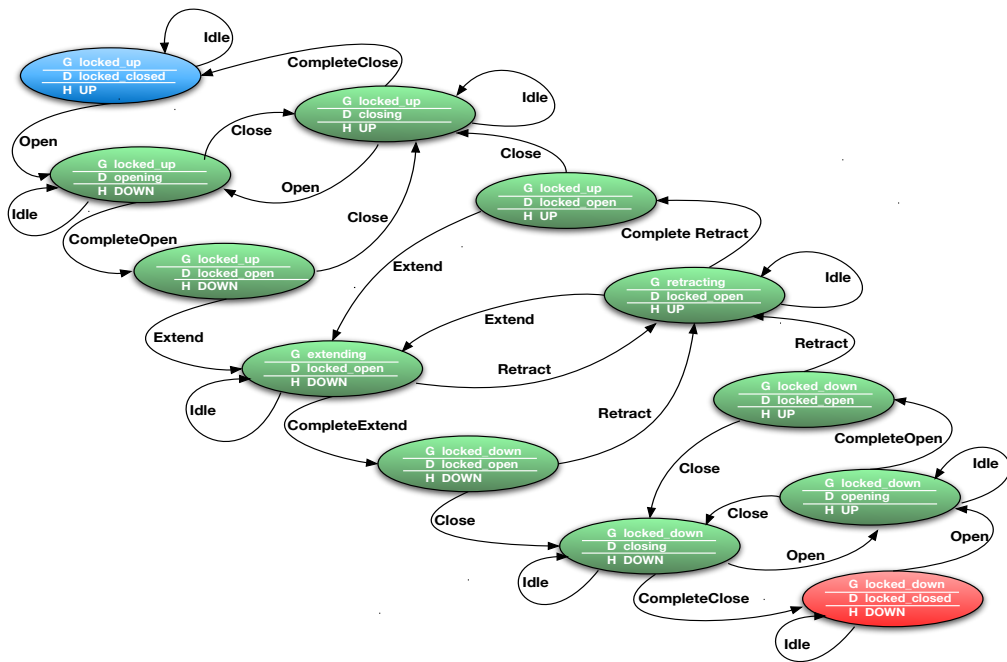 Idle
G locked_up
D locked_closed
H UP
CompleteClose
G locked_up
D closing
H UP
Idle
Open
Close
Close
G locked_up
D opening
H DOWN
Open
G locked_up
D locked_open
H UP
Idle
Close
CompleteOpen
Complete Retract
G locked_up
D locked_open
H DOWN
Extend
G retracting
D locked_open
H UP
Idle
Extend
Extend
G extending
D locked_open
H DOWN
Retract
Retract
G locked_down
D locked_open
H UP
Idle
CompleteExtend
Retract
CompleteOpen
G locked_down
D locked_open
H DOWN
Close
G locked_down
D opening
H UP
Idle
Close
Close
G locked_down
D closing
H DOWN
Open
Open
Idle
CompleteClose
G locked_down
D locked_closed
H DOWN
Idle